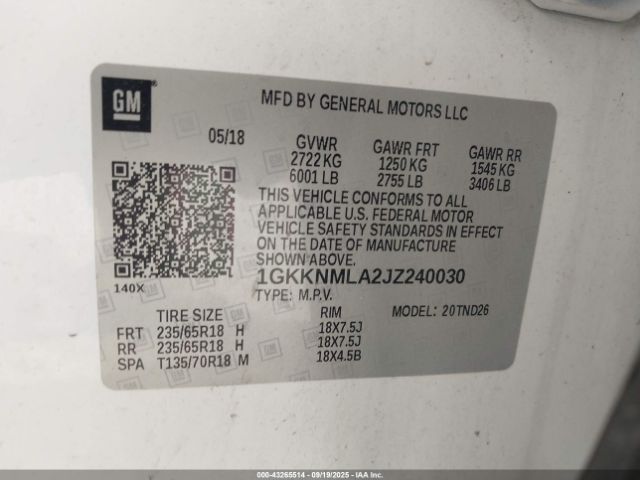 GM
MFD BY GENERAL MOTORS LLC
05/18 GVWR GAWR FRT GAWR RR
2722 KG 1250 KG 1545 KG
6001 LB 2755 LB 3406 LB
THIS VEHICLE CONFORMS TO ALL
APPLICABLE U.S. FEDERAL MOTOR
VEHICLE SAFETY STANDARDS IN EFFECT
ON THE DATE OF MANUFACTURE
SHOWN ABOVE.
140X
1GKKNMLA2JZ240030
TYPE: M.P.V. MODEL: 20TND26
TIRE SIZE RIM
FRT 235/65R18 H 18X7.5J
RR 235/65R18 H 18X7.5J
SPA T135/70R18 M 18X4.5B
000-43265514 - 09/19/2025 - IAAI.COM